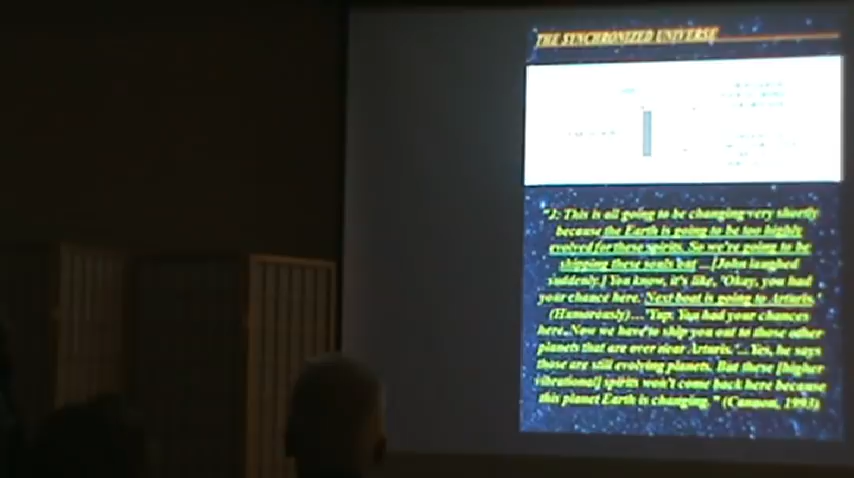 THE SYNCHRONIZED UNIVERSE
"J: This is all going to be changing very shortly
because the Earth is going to be too highly
evolved for these spirits. So we're going to be
shipping these souls but ... [John laughed
suddenly.] You know, it's like, 'Okay, you had
your chance here. Next boat is going to Arturis.'
(Humorously)... 'Yup. You had your chances
here. Now we have to ship you out to those other
planets that are over near Arturis.'... Yes, he says
those are still evolving planets. But these [higher
vibrational] spirits won't come back here because
this planet Earth is changing." (Cannon, 1993)